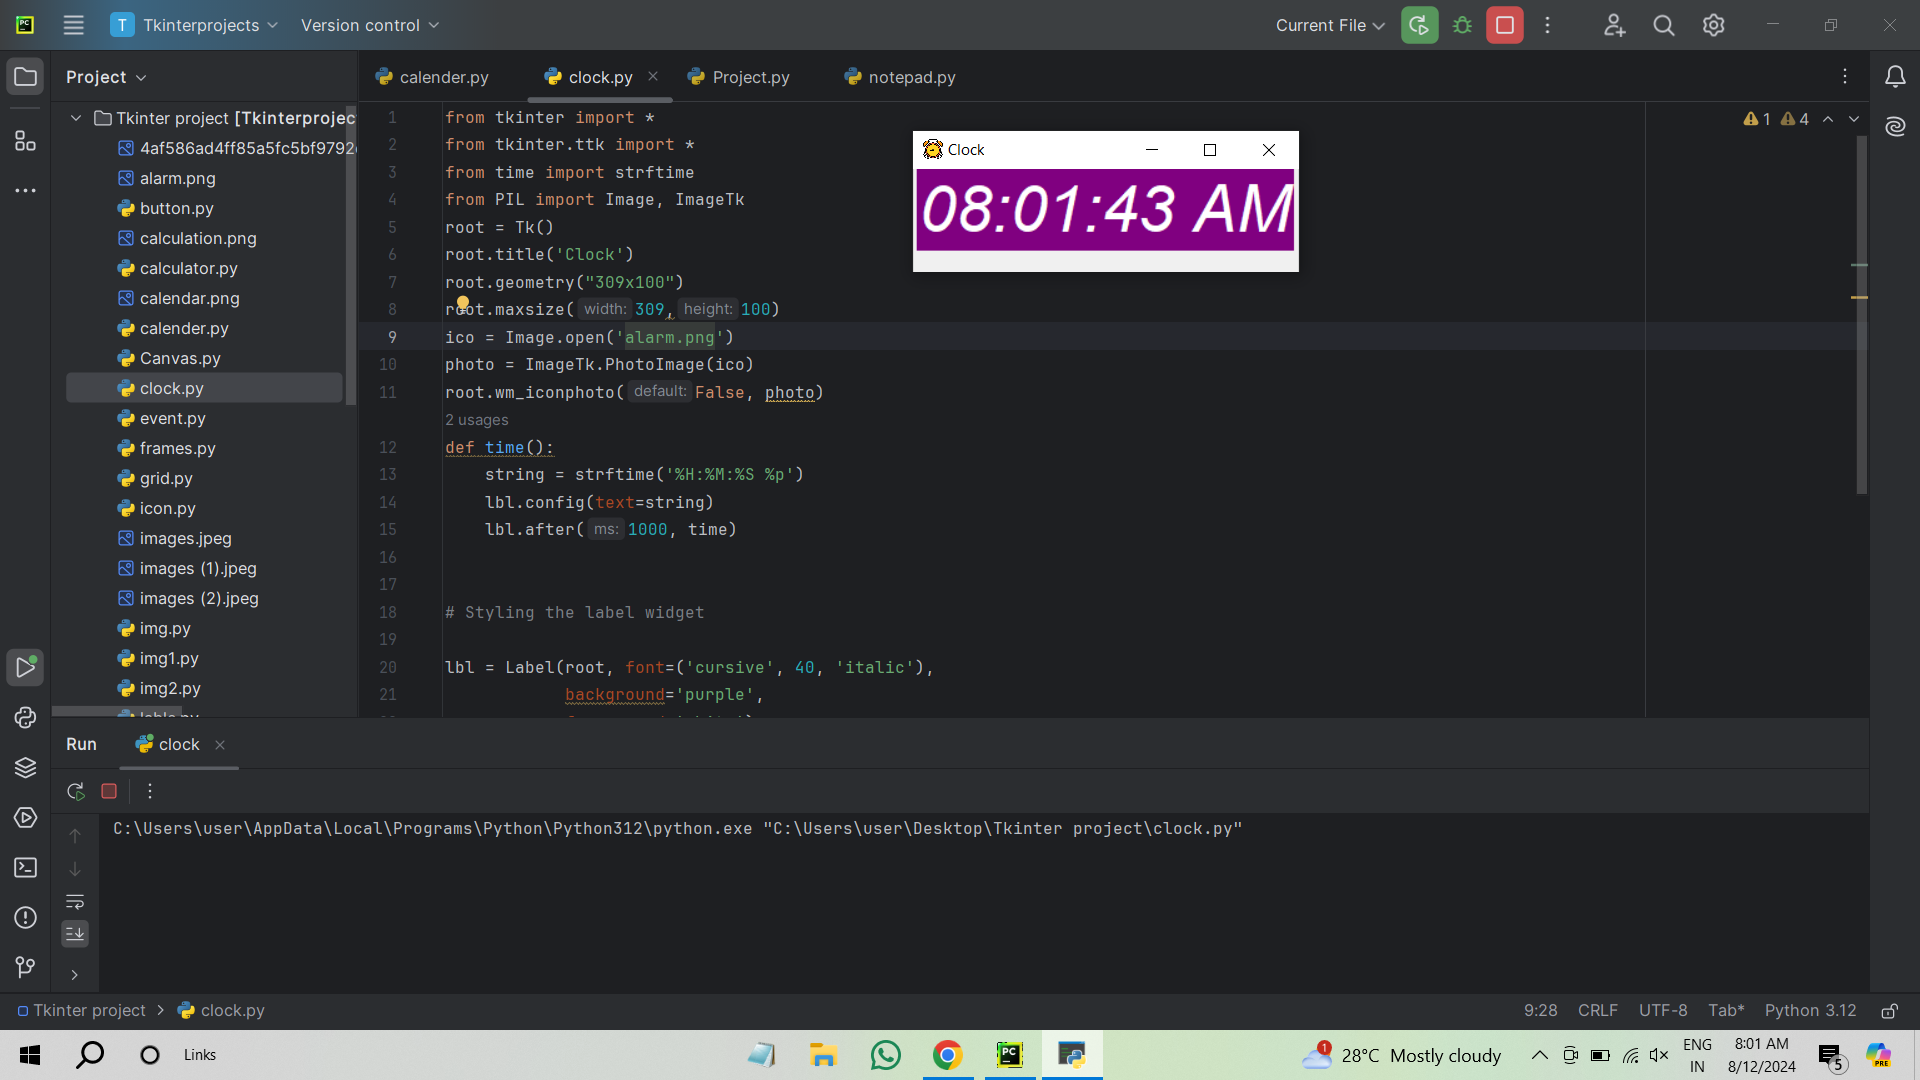 PC
T Tkinterprojects Version control Current File
Project
calender.py clock.py Project.py notepad.py
Tkinter project [Tkinterprojec
4af586ad4ff85a5fc5bf9792
alarm.png
button.py
calculation.png
calculator.py
calendar.png
calender.py
Canvas.py
clock.py
event.py
frames.py
grid.py
icon.py
images.jpeg
images (1).jpeg
images (2).jpeg
img.py
img1.py
img2.py
1 from tkinter import *
2 from tkinter.ttk import *
3 from time import strftime
4 from PIL import Image, ImageTk
5 root = Tk()
6 root.title('Clock')
7 root.geometry("309x100")
8 root.maxsize( width: 309, height: 100)
9 ico = Image.open('alarm.png')
10 photo = ImageTk.PhotoImage(ico)
11 root.wm_iconphoto( default: False, photo)
2 usages
12 def time():
13 string = strftime('%H:%M:%S %p')
14 lbl.config(text=string)
15 lbl.after( ms: 1000, time)
16
17
18 # Styling the label widget
19
20 lbl = Label(root, font=('cursive', 40, 'italic'),
21 background='purple',
1 4
Clock
08:01:43 AM
Run clock
C:\Users\user\AppData\Local\Programs\Python\Python312\python.exe "C:\Users\user\Desktop\Tkinter project\clock.py"
Tkinter project > clock.py 9:28 CRLF UTF-8 Tab* Python 3.12
Links PC 1 28°C Mostly cloudy ENG IN 8:01 AM 8/12/2024 5 PRE